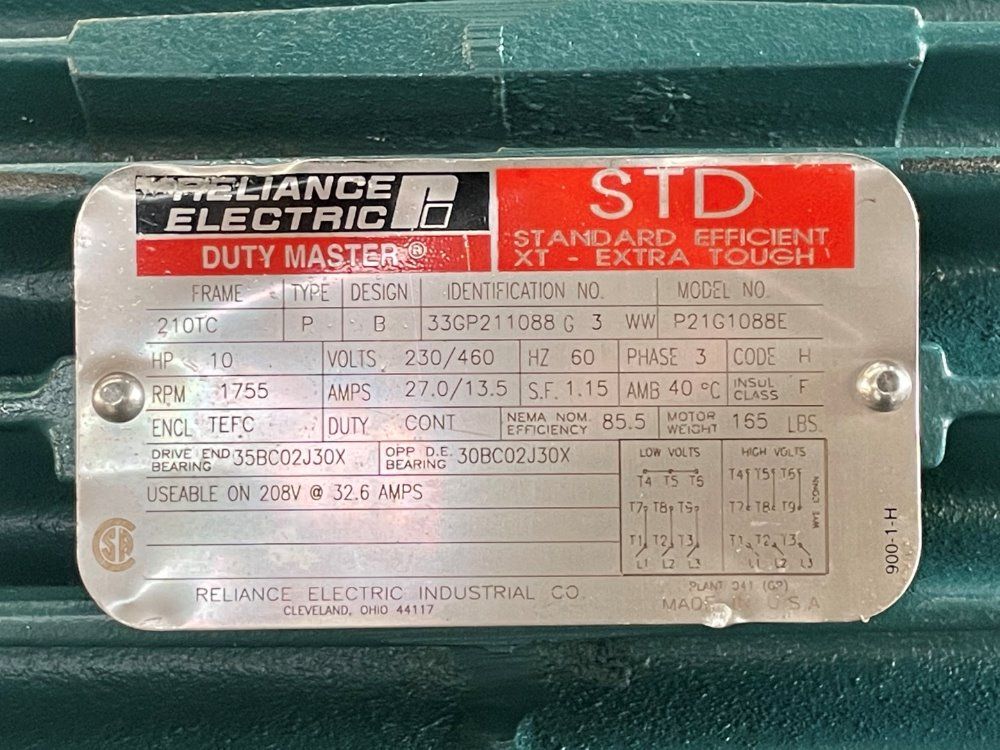 RELIANCE ELECTRIC
DUTY MASTER®
STD
STANDARD EFFICIENT
XT - EXTRA TOUGH
FRAME TYPE DESIGN IDENTIFICATION NO. MODEL NO.
210TC P B 33GP211088 G 3 WW P21G1088E
HP 10 VOLTS 230/460 HZ 60 PHASE 3 CODE H
RPM 1755 AMPS 27.0/13.5 S.F. 1.15 AMB 40 °C INSUL CLASS F
ENCL TEFC DUTY CONT NEMA NOM EFFICIENCY 85.5 MOTOR WEIGHT 165 LBS.
DRIVE END BEARING 35BC02J30X OPP D.E. BEARING 30BC02J30X
USEABLE ON 208V @ 32.6 AMPS
LOW VOLTS HIGH VOLTS
T4 T5 T6 T4 T5 T6
T7 T8 T9 T7 T8 T9
T1 T2 T3 T1 T2 T3
L1 L2 L3 L1 L2 L3
900-1-H
SA
RELIANCE ELECTRIC INDUSTRIAL CO.
CLEVELAND, OHIO 44117
PLANT 041 (GP)
MADE IN U.S.A